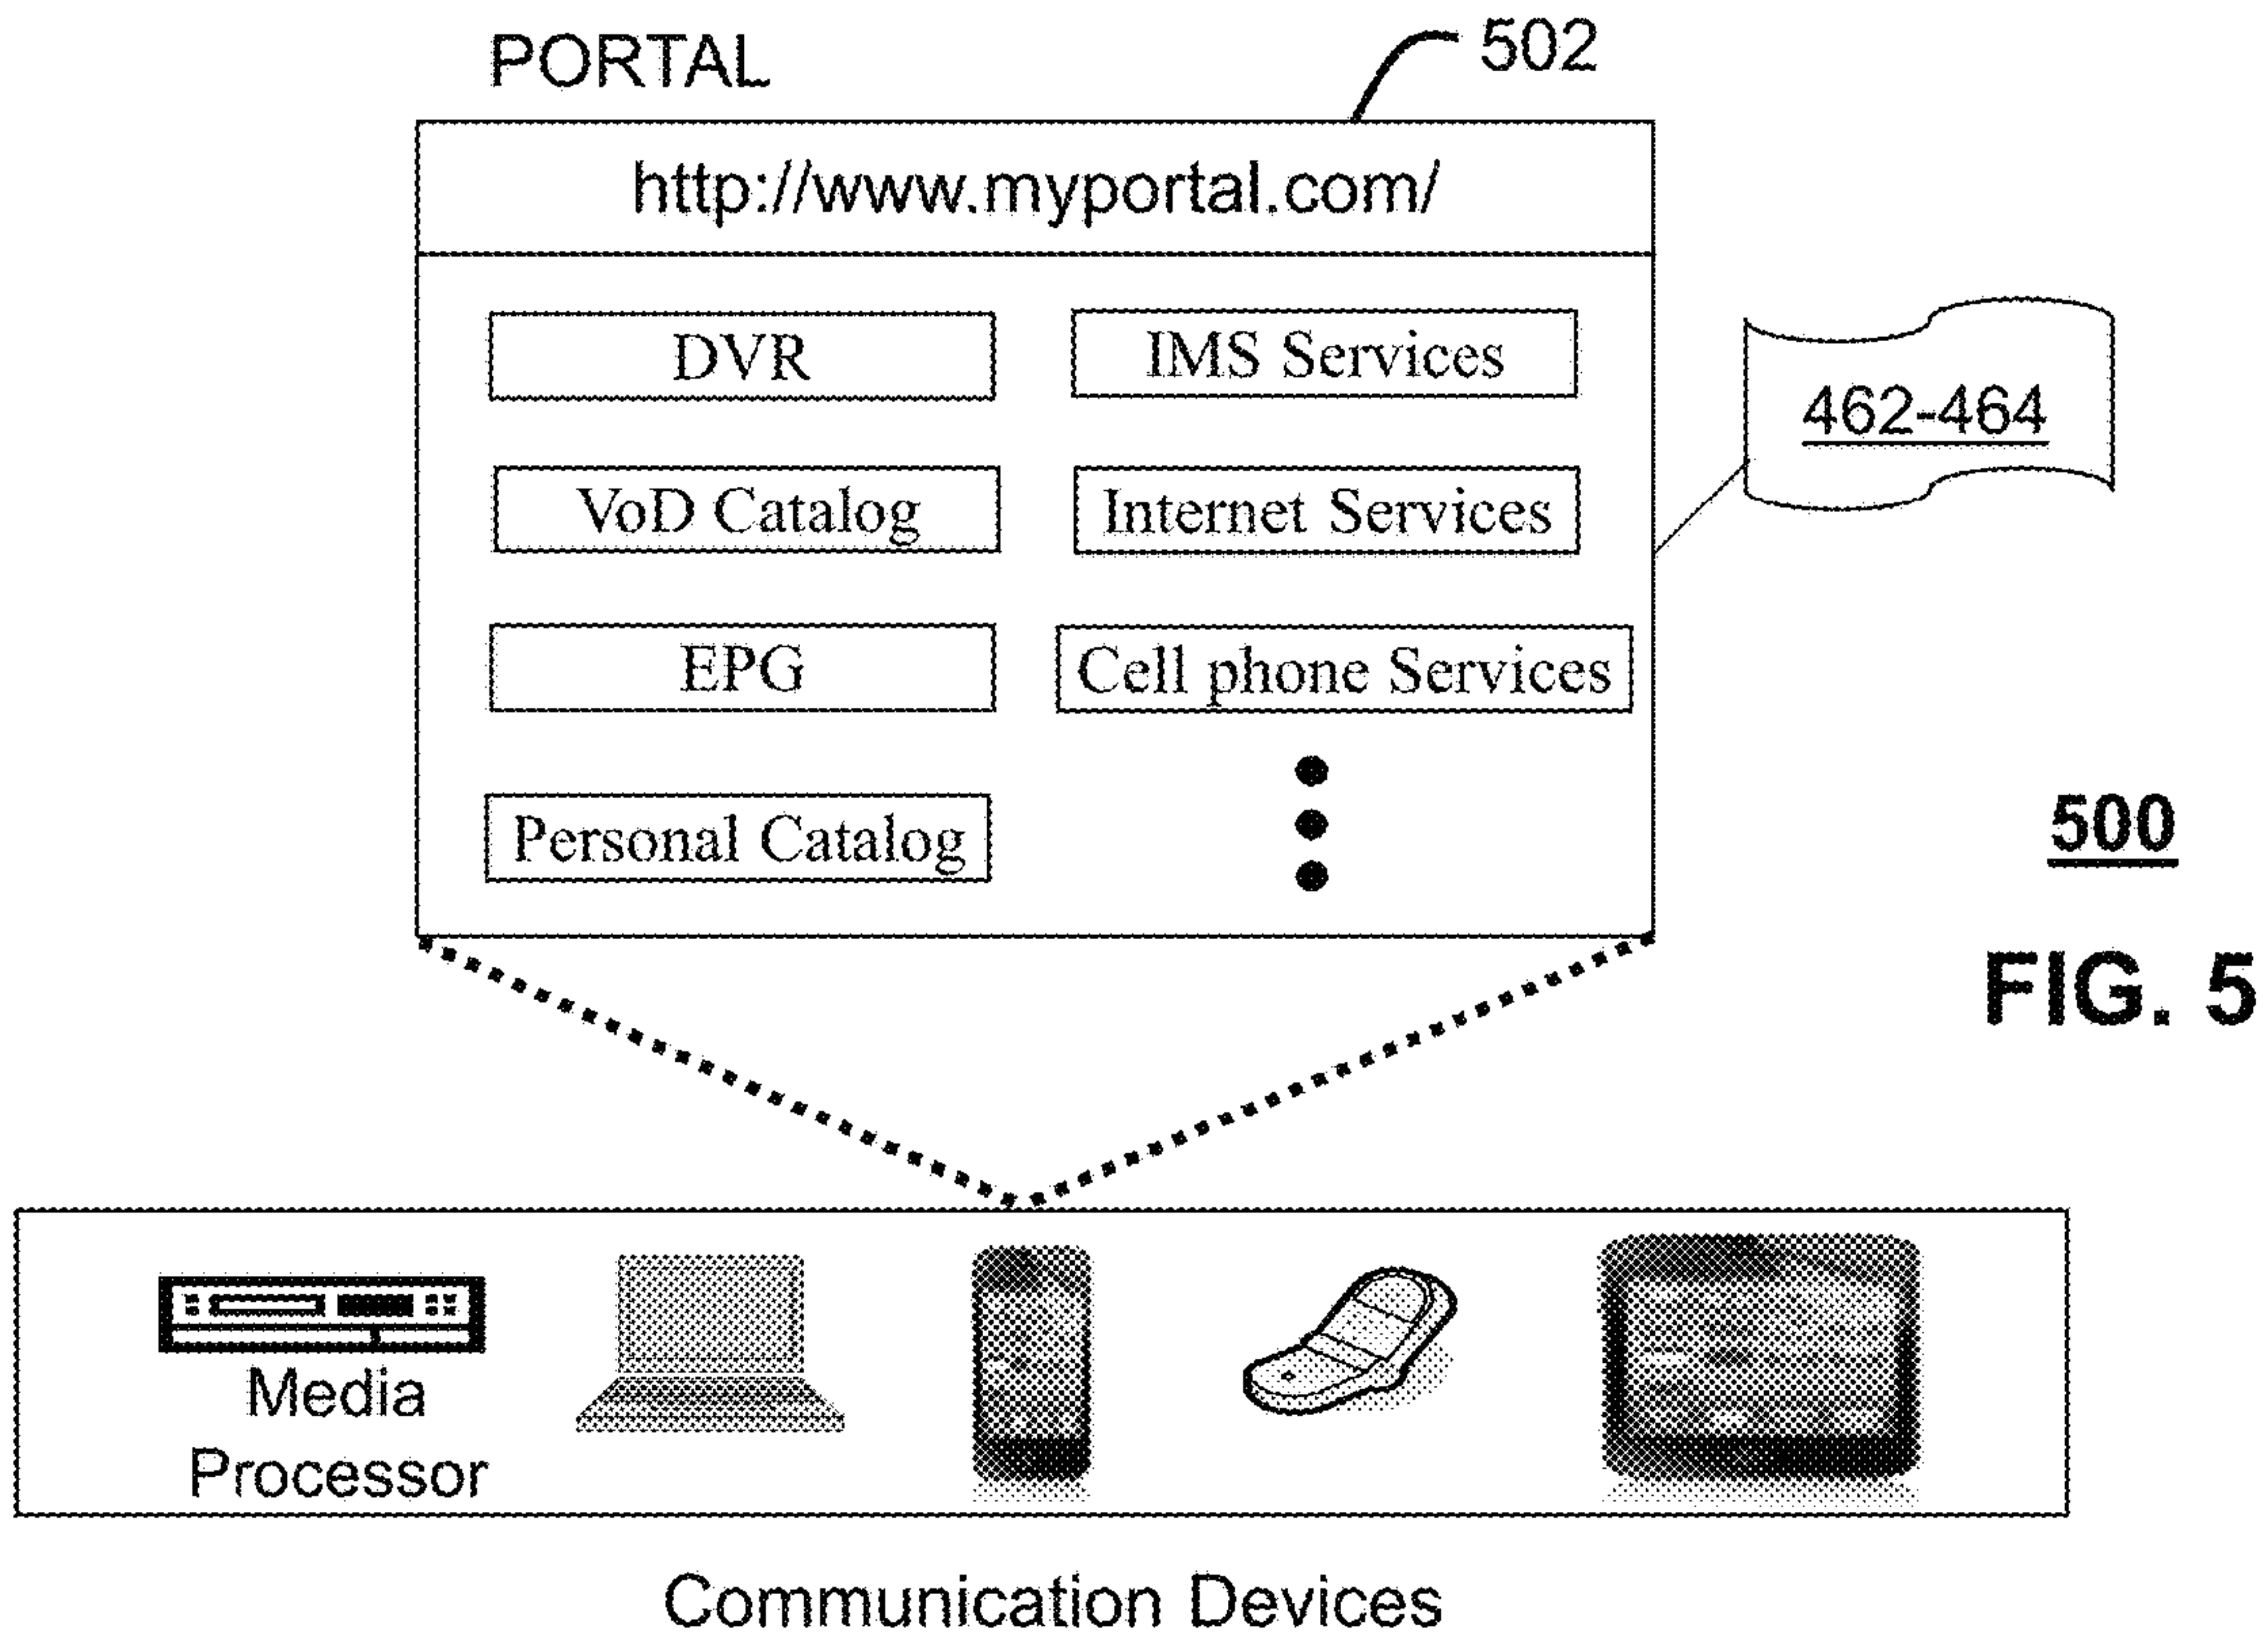 PORTAL
502
http://www.myportal.com/
DVR
IMS Services
462-464
VoD Catalog
Internet Services
EPG
Cell phone Services
Personal Catalog
500
FIG. 5
Media
Processor
Communication Devices